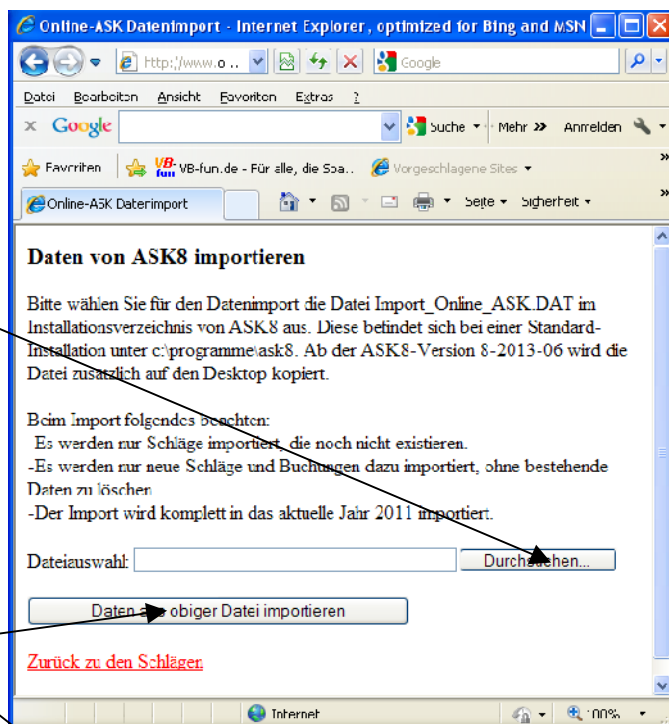 Online-ASK Datenimport - Internet Explorer, optimized for Bing and MSN
http://www.o ..
Google
Datei Bearbeiten Ansicht Favoriten Extras ?
Google Suche Mehr >> Anmelden
Favoriten VB-fun.de - Für alle, die Spa.. Vorgeschlagene Sites
Online-ASK Datenimport Seite Sicherheit
Daten von ASK8 importieren
Bitte wählen Sie für den Datenimport die Datei Import_Online_ASK.DAT im
Installationsverzeichnis von ASK8 aus. Diese befindet sich bei einer Standard-
Installation unter c:\programme\ask8. Ab der ASK8-Version 8-2013-06 wird die
Datei zusätzlich auf den Desktop kopiert.
Beim Import folgendes beachten:
-Es werden nur Schläge importiert, die noch nicht existieren.
-Es werden nur neue Schläge und Buchungen dazu importiert, ohne bestehende
Daten zu löschen
-Der Import wird komplett in das aktuelle Jahr 2011 importiert.
Dateiauswahl: Durchsuchen...
Daten aus obiger Datei importieren
Zurück zu den Schlägen
Internet 100%